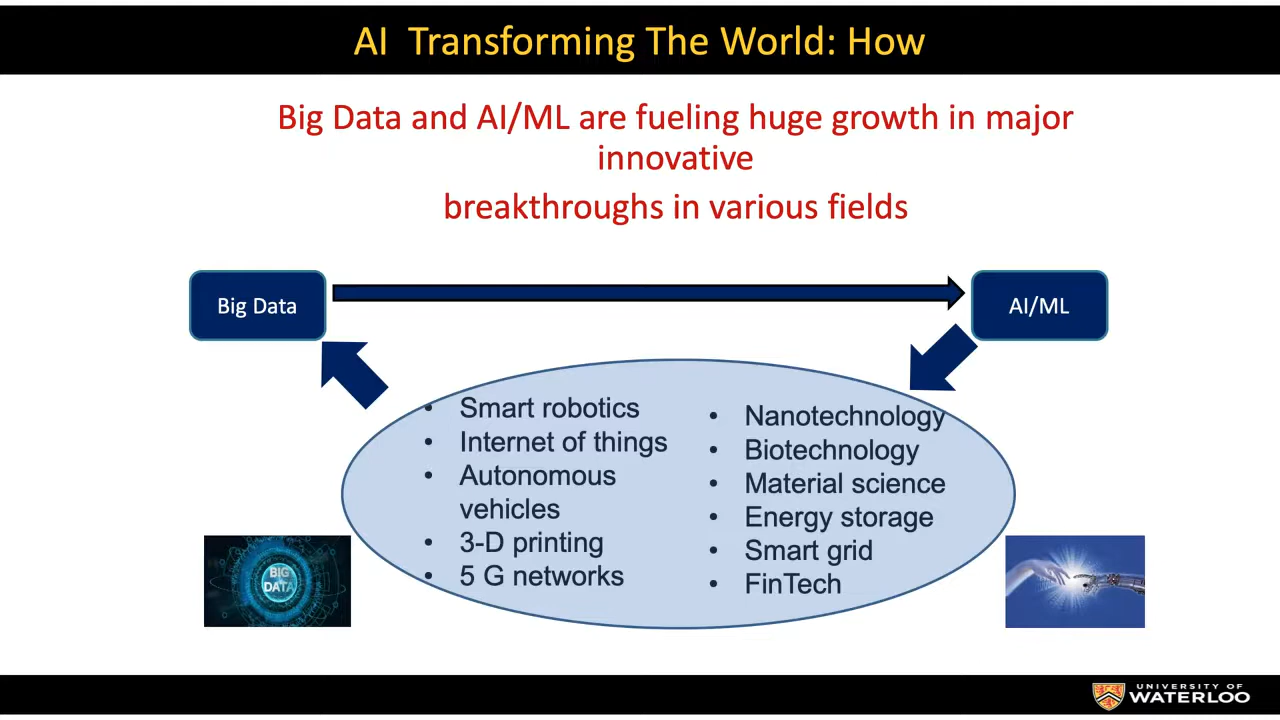 AI  Transforming The World: How
Big Data and AI/ML are fueling huge growth in major
innovative
breakthroughs in various fields
Big Data
AI/ML
• Smart robotics
• Internet of things
• Autonomous
vehicles
• 3-D printing
• 5 G networks
• Nanotechnology
• Biotechnology
• Material science
• Energy storage
• Smart grid
• FinTech
BIG
DATA
UNIVERSITY OF
WATERLOO